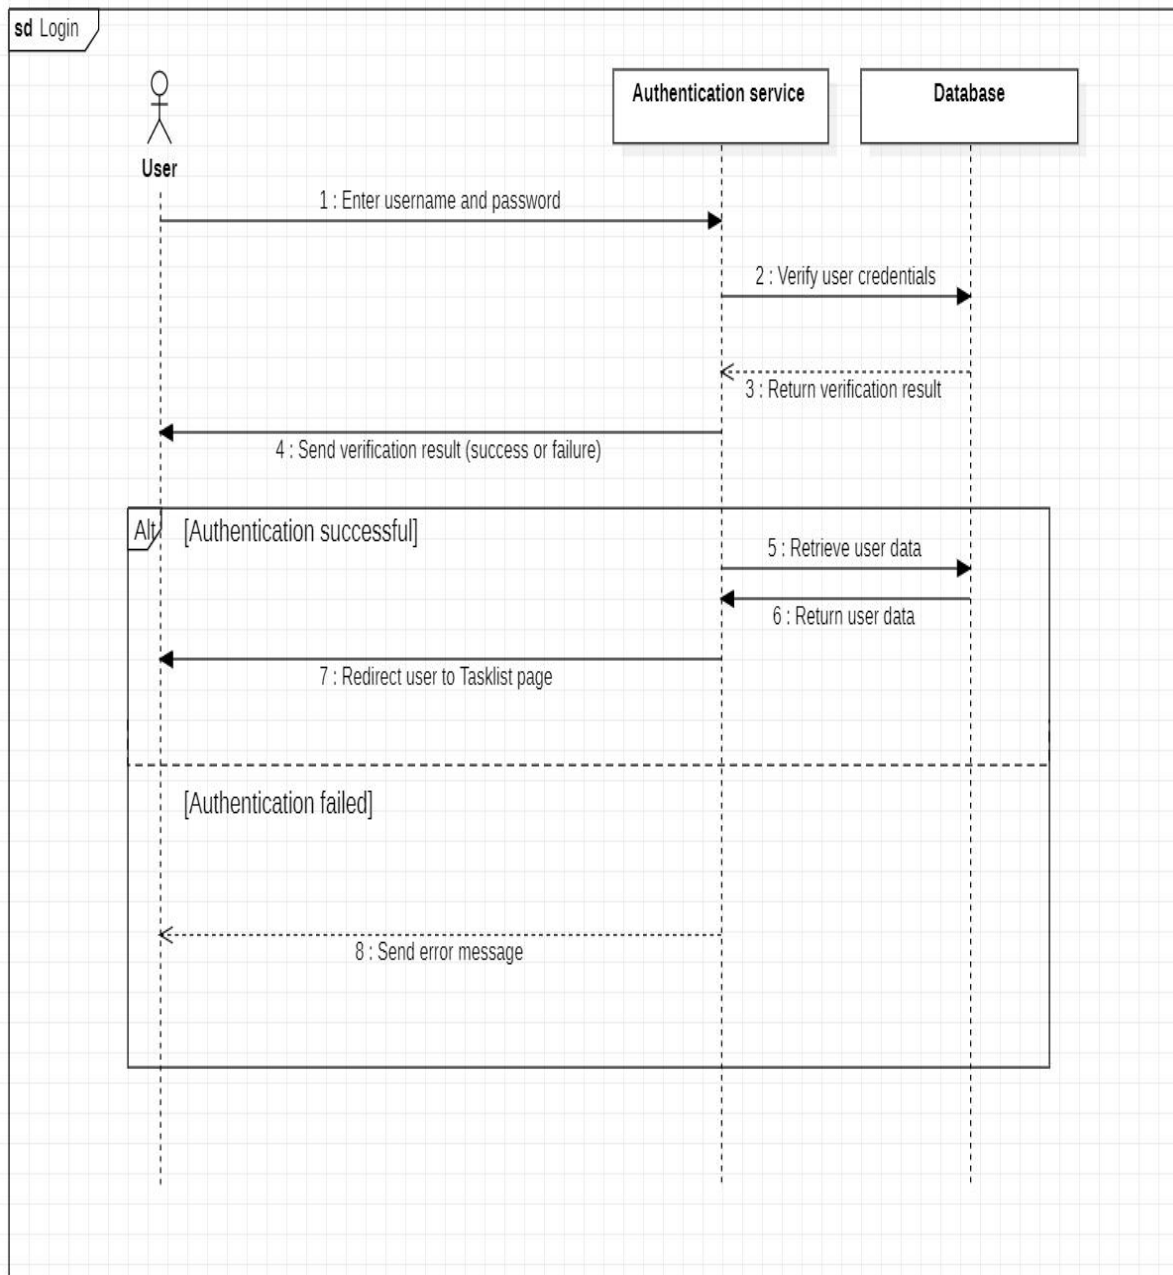 sd Login
User
Authentication service
Database
1 : Enter username and password
2 : Verify user credentials
3 : Return verification result
4 : Send verification result (success or failure)
Alt
[Authentication successful]
5 : Retrieve user data
6 : Return user data
7 : Redirect user to Tasklist page
[Authentication failed]
8 : Send error message